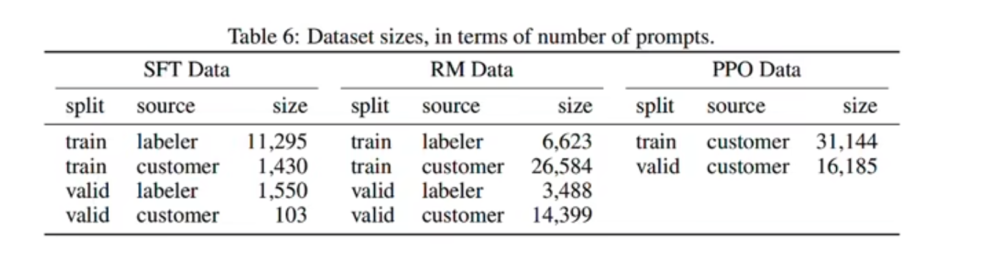 Table 6: Dataset sizes, in terms of number of prompts.
SFT Data RM Data PPO Data
split source size split source size split source size
train labeler 11,295 train labeler 6,623 train customer 31,144
train customer 1,430 train customer 26,584 valid customer 16,185
valid labeler 1,550 valid labeler 3,488
valid customer 103 valid customer 14,399